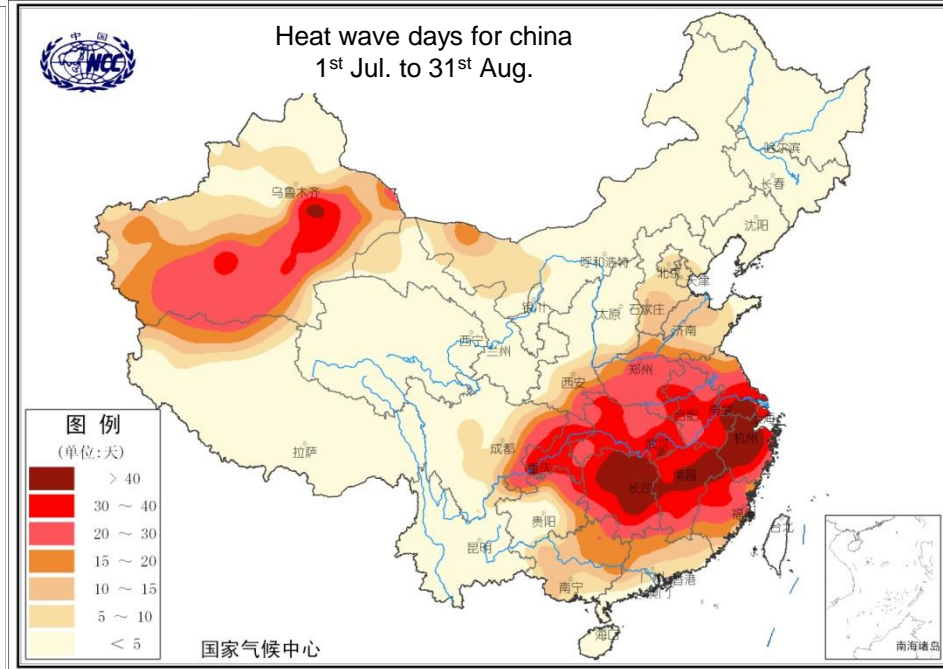 Heat wave days for china
1st Jul. to 31st Aug.
中国
NCC
哈尔滨
长春
乌鲁木齐
沈阳
呼和浩特
北京
天津
银川
石家庄
太原
西宁
济南
兰州
郑州
西安
合肥
南京
上海
杭州
成都
武汉
拉萨
重庆
南昌
长沙
贵阳
福州
台北
昆明
广州
南宁
香港
澳门
海口
图例
(单位:天)
> 40
30 ~ 40
20 ~ 30
15 ~ 20
10 ~ 15
5 ~ 10
< 5
国家气候中心
南海诸岛